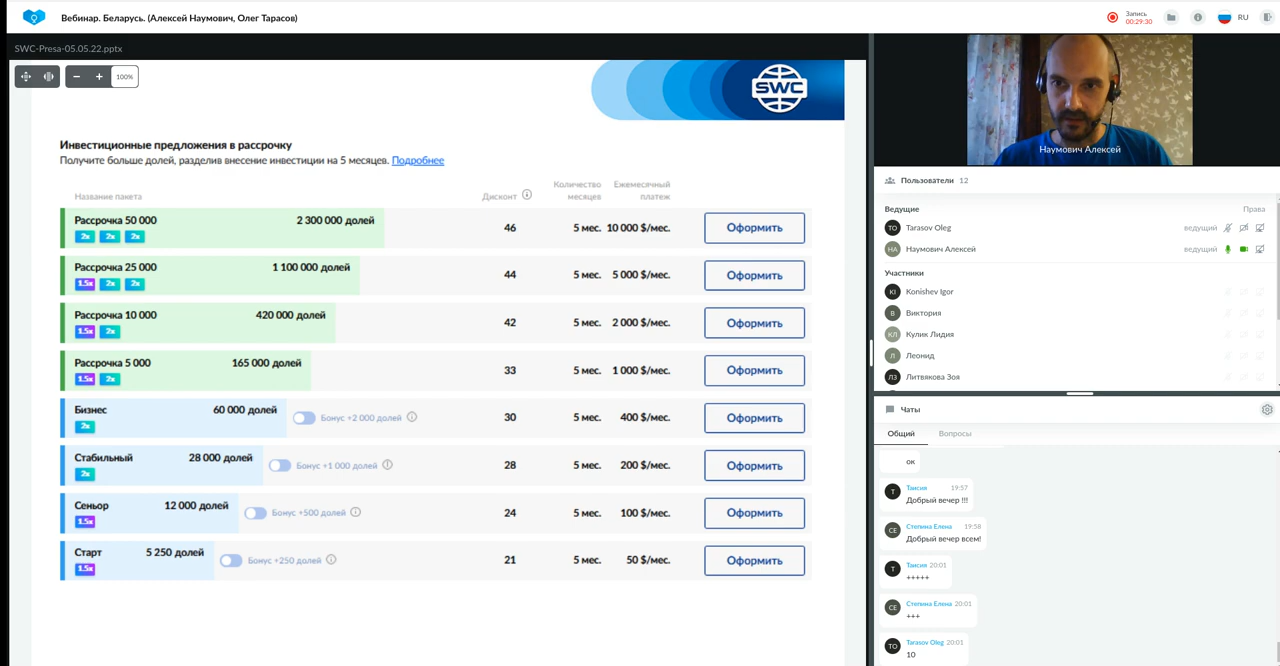 Вебинар. Беларусь. (Алексей Наумович, Олег Тарасов)
Запись
00:29:30
RU
SWC-Presa-05.05.22.pptx
100%
SWC
Инвестиционные предложения в рассрочку
Получите больше долей, разделив внесение инвестиции на 5 месяцев. Подробнее
Название пакета Дисконт Количество месяцев Ежемесячный платеж
Рассрочка 50 000 2 300 000 долей 46 5 мес. 10 000 $/мес. Оформить
2x 2x 2x
Рассрочка 25 000 1 100 000 долей 44 5 мес. 5 000 $/мес. Оформить
1.5x 2x 2x
Рассрочка 10 000 420 000 долей 42 5 мес. 2 000 $/мес. Оформить
1.5x 2x
Рассрочка 5 000 165 000 долей 33 5 мес. 1 000 $/мес. Оформить
1.5x 2x
Бизнес 60 000 долей Бонус +2 000 долей 30 5 мес. 400 $/мес. Оформить
2x
Стабильный 28 000 долей Бонус +1 000 долей 28 5 мес. 200 $/мес. Оформить
2x
Сеньор 12 000 долей Бонус +500 долей 24 5 мес. 100 $/мес. Оформить
1.5x
Старт 5 250 долей Бонус +250 долей 21 5 мес. 50 $/мес. Оформить
1.5x
Наумович Алексей
Пользователи 12
Ведущие Права
TO Tarasov Oleg ведущий
НА Наумович Алексей ведущий
Участники
KI Konishev Igor
В Виктория
КЛ Кулик Лидия
Л Леонид
ЛЗ Литвякова Зоя
Чаты
Общий Вопросы
ок
Т Таисия 19:57
Добрый вечер !!!
СЕ Степина Елена 19:58
Добрый вечер всем!
Т Таисия 20:01
+++++
СЕ Степина Елена 20:01
+++
TO Tarasov Oleg 20:01
10